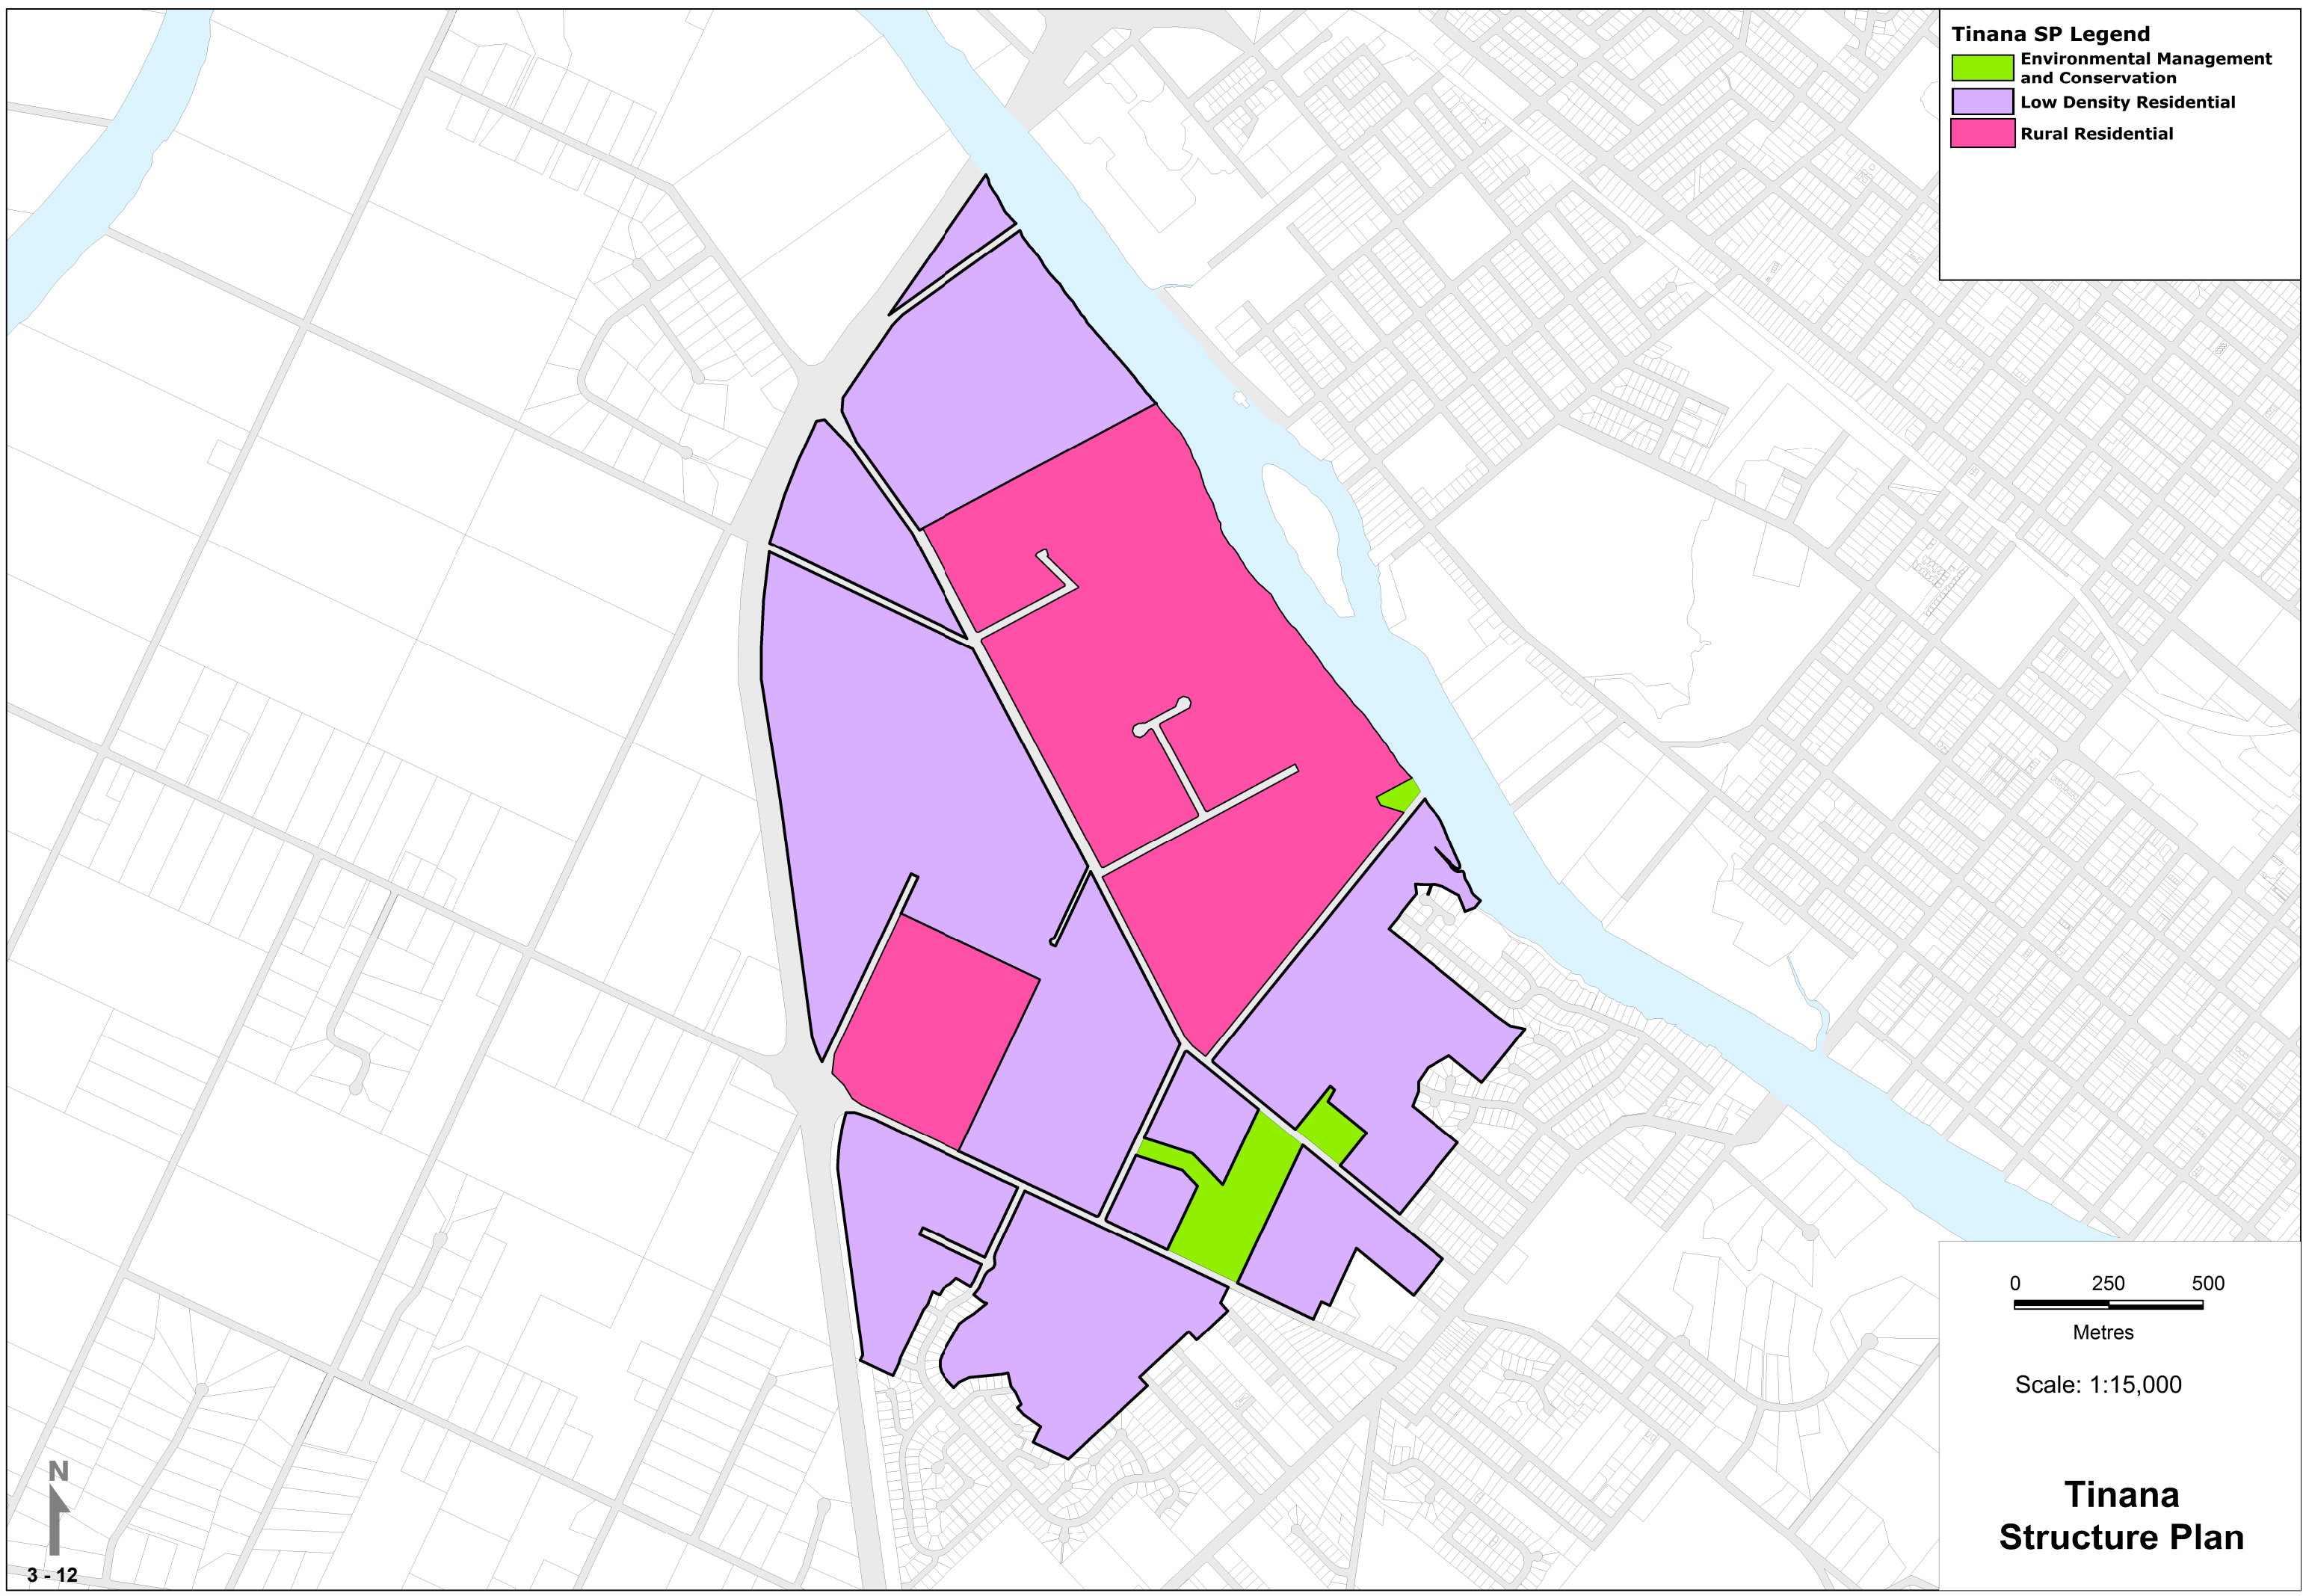 Tinana SP Legend
Environmental Management
and Conservation
Low Density Residential
Rural Residential
0 250 500
Metres
Scale: 1:15,000
Tinana
Structure Plan
N
3 - 12